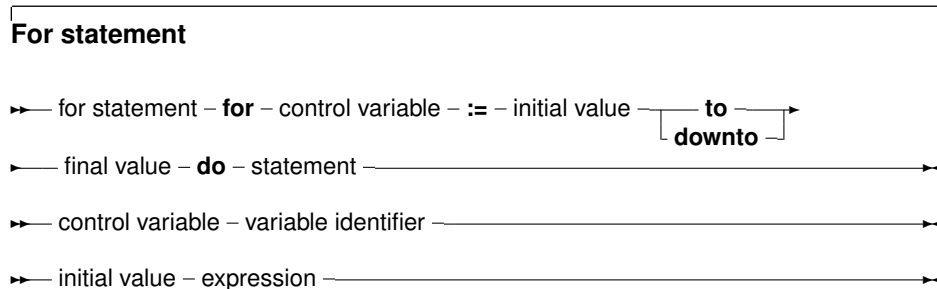 For statement
for statement – for – control variable – := – initial value – to –
downto –
final value – do – statement –
control variable – variable identifier –
initial value – expression –